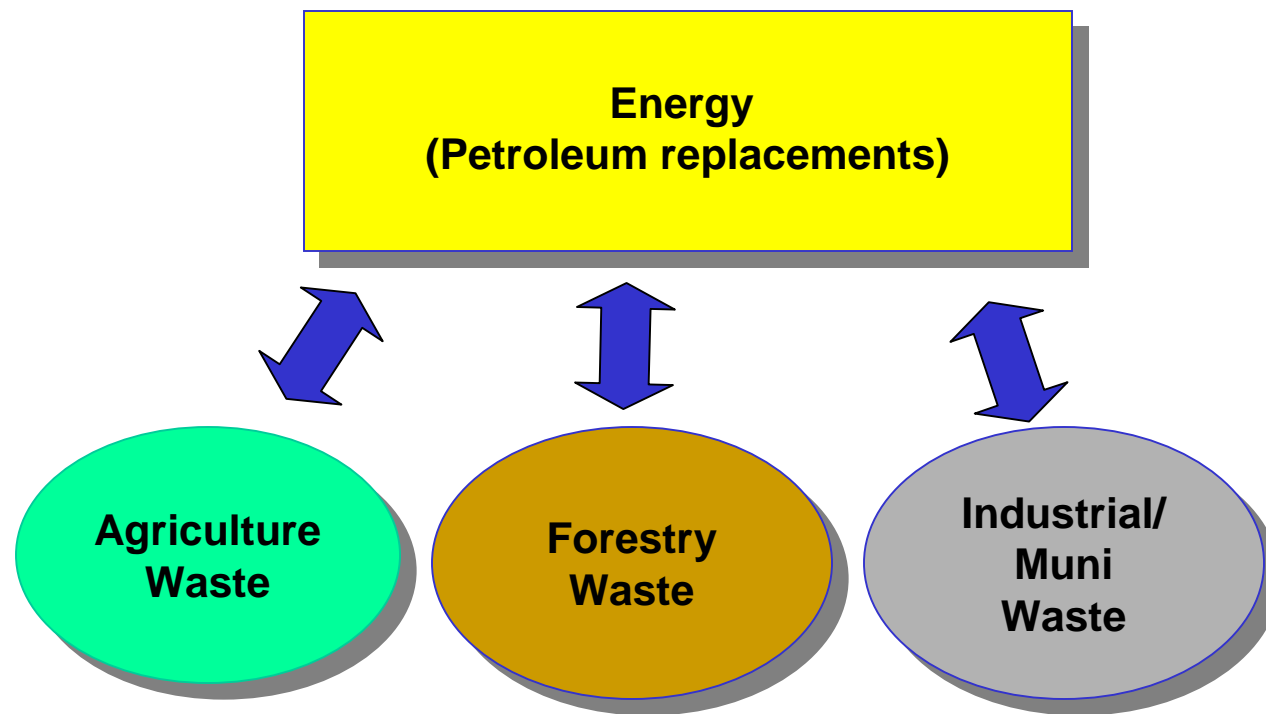 Energy
(Petroleum replacements)
Agriculture
Waste
Forestry
Waste
Industrial/
Muni
Waste